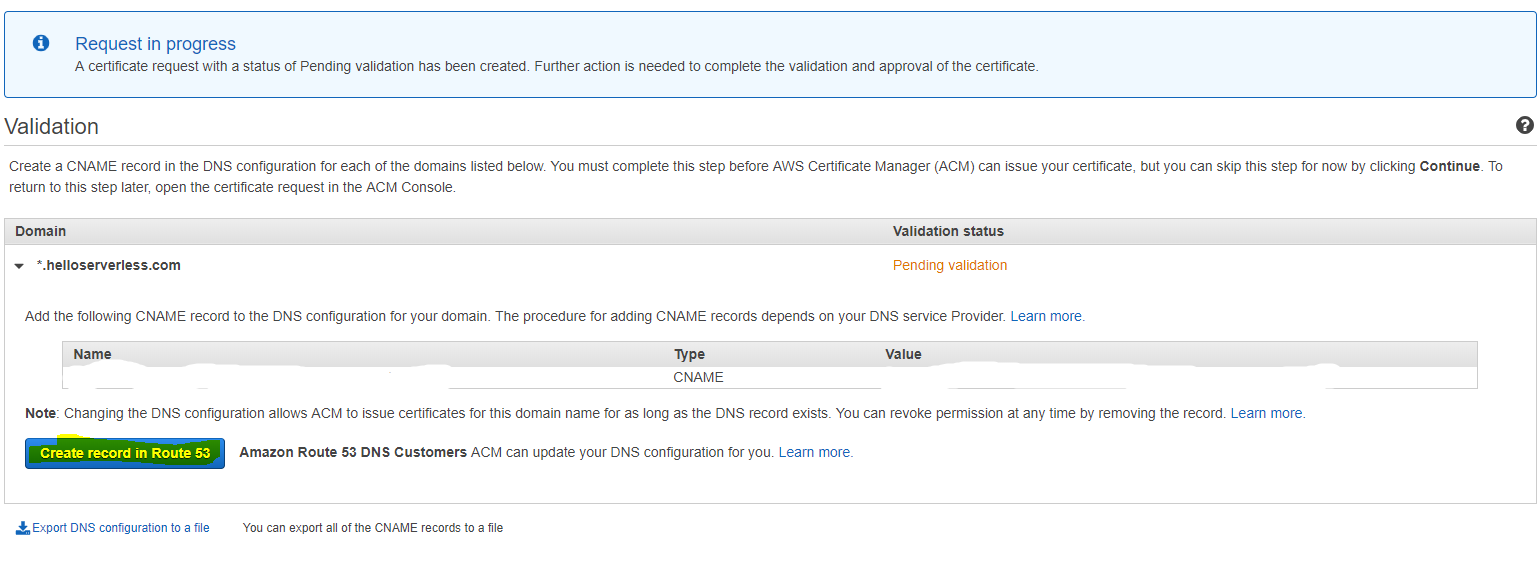 Request in progress
A certificate request with a status of Pending validation has been created. Further action is needed to complete the validation and approval of the certificate.
Validation
Create a CNAME record in the DNS configuration for each of the domains listed below. You must complete this step before AWS Certificate Manager (ACM) can issue your certificate, but you can skip this step for now by clicking Continue. To
return to this step later, open the certificate request in the ACM Console.
Domain Validation status
*.helloserverless.com Pending validation
Add the following CNAME record to the DNS configuration for your domain. The procedure for adding CNAME records depends on your DNS service Provider. Learn more.
Name Type Value
CNAME
Note: Changing the DNS configuration allows ACM to issue certificates for this domain name for as long as the DNS record exists. You can revoke permission at any time by removing the record. Learn more.
Create record in Route 53 Amazon Route 53 DNS Customers ACM can update your DNS configuration for you. Learn more.
Export DNS configuration to a file You can export all of the CNAME records to a file